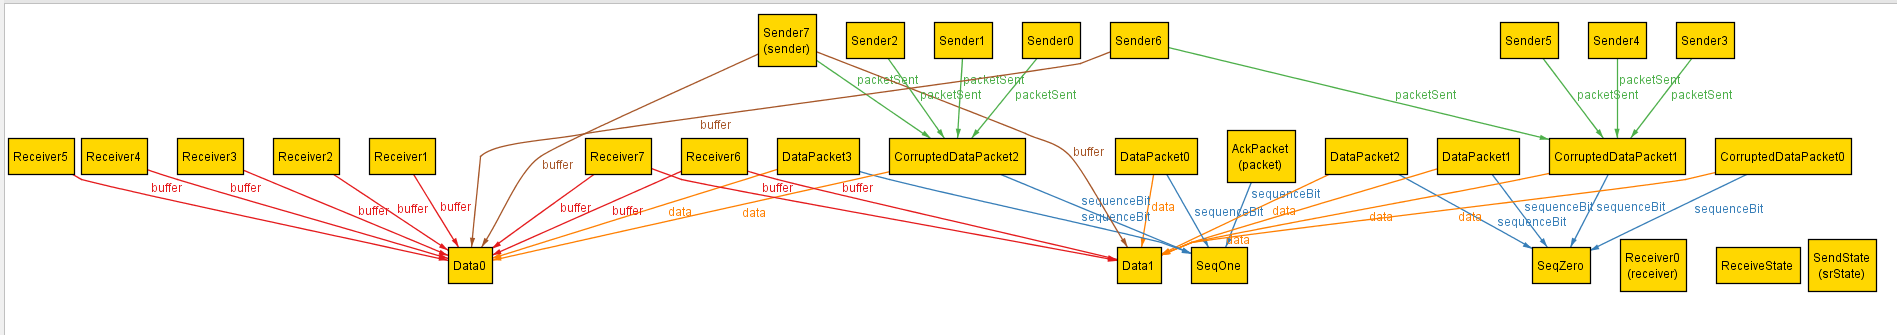 Sender7
(sender)
Sender2
Sender1
Sender0
Sender6
Sender5
Sender4
Sender3
packetSent
packetSent
packetSent
packetSent
packetSent
packetSent
packetSent
packetSent
buffer
buffer
buffer
Receiver5
Receiver4
Receiver3
Receiver2
Receiver1
Receiver7
Receiver6
DataPacket3
CorruptedDataPacket2
DataPacket0
AckPacket
(packet)
DataPacket2
DataPacket1
CorruptedDataPacket1
CorruptedDataPacket0
buffer
buffer
buffer
buffer
buffer
buffer
buffer
buffer
buffer
data
data
sequenceBit
sequenceBit
data
sequenceBit
sequenceBit
data
data
data
data
sequenceBit
sequenceBit
sequenceBit
sequenceBit
Data0
Data1
SeqOne
SeqZero
Receiver0
(receiver)
ReceiveState
SendState
(srState)